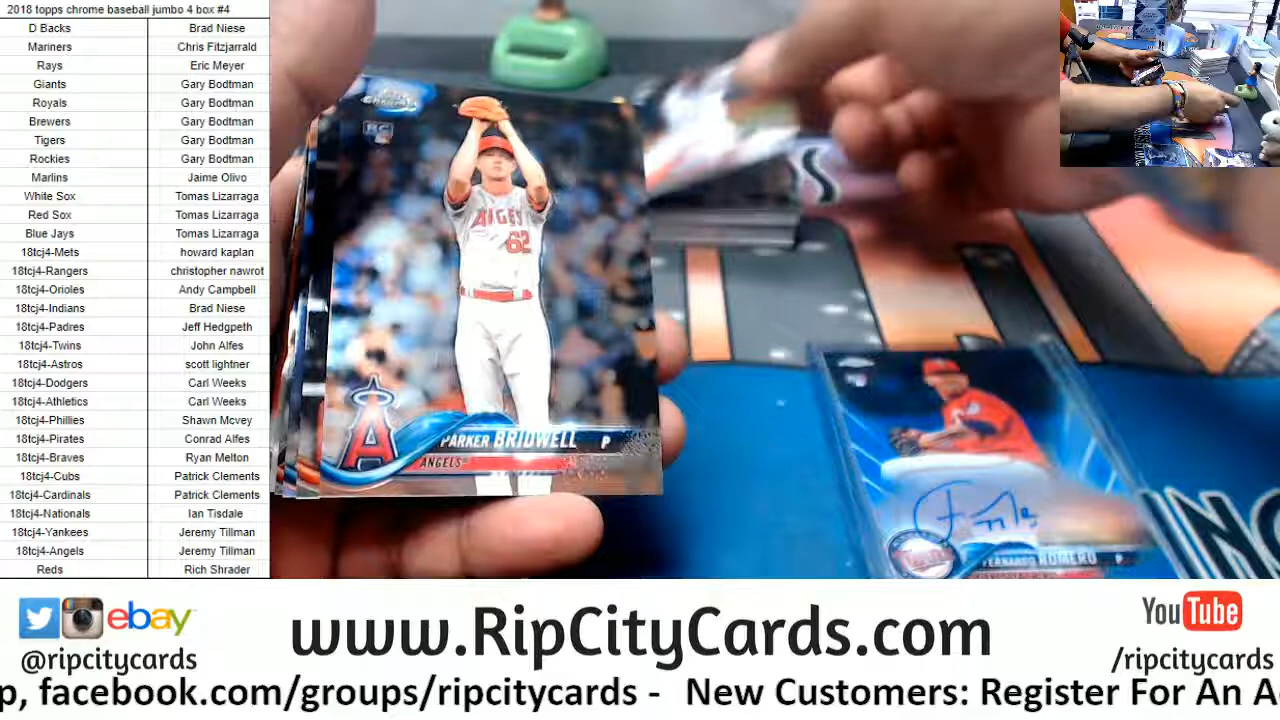 2018 topps chrome baseball jumbo 4 box #4
D Backs Brad Niese
Mariners Chris Fitzjarrald
Rays Eric Meyer
Giants Gary Bodtman
Royals Gary Bodtman
Brewers Gary Bodtman
Tigers Gary Bodtman
Rockies Gary Bodtman
Marlins Jaime Olivo
White Sox Tomas Lizarraga
Red Sox Tomas Lizarraga
Blue Jays Tomas Lizarraga
18tcj4-Mets howard kaplan
18tcj4-Rangers christopher nawrot
18tcj4-Orioles Andy Campbell
18tcj4-Indians Brad Niese
18tcj4-Padres Jeff Hedgpeth
18tcj4-Twins John Alfes
18tcj4-Astros scott lightner
18tcj4-Dodgers Carl Weeks
18tcj4-Athletics Carl Weeks
18tcj4-Phillies Shawn Mcvey
18tcj4-Pirates Conrad Alfes
18tcj4-Braves Ryan Melton
18tcj4-Cubs Patrick Clements
18tcj4-Cardinals Patrick Clements
18tcj4-Nationals Ian Tisdale
18tcj4-Yankees Jeremy Tillman
18tcj4-Angels Jeremy Tillman
Reds Rich Shrader
RC
ANGELS
62
A
PARKER BRIDWELL P
ANGELS
S
FERNANDO ROMERO P
NG
ebay
@ripcitycards
www.RipCityCards.com
YouTube
/ripcitycards
p, facebook.com/groups/ripcitycards - New Customers: Register For An A